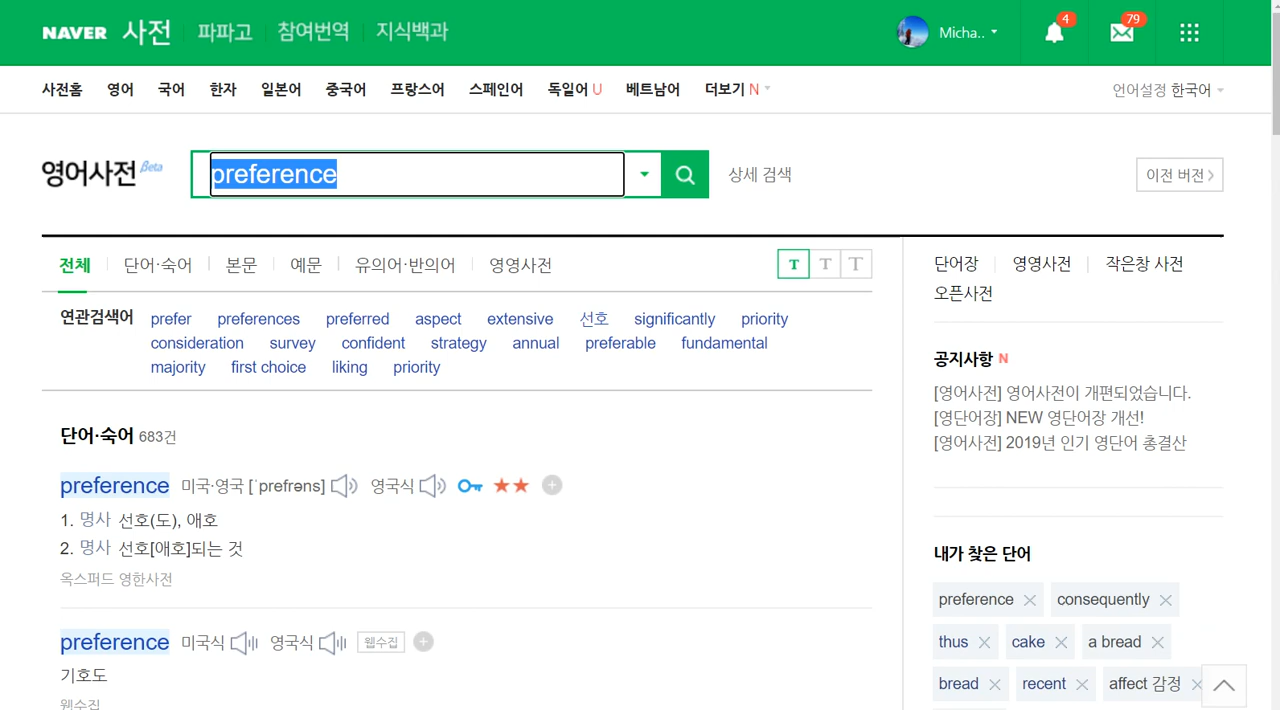 NAVER 사전 파파고 참여번역 지식백과 Micha.. 4 79
사전홈 영어 국어 한자 일본어 중국어 프랑스어 스페인어 독일어 U 베트남어 더보기 N 언어설정 한국어
영어사전 Beta preference 상세 검색 이전 버전
전체 단어·숙어 본문 예문 유의어·반의어 영영사전 T T T
연관검색어 prefer preferences preferred aspect extensive 선호 significantly priority
consideration survey confident strategy annual preferable fundamental
majority first choice liking priority
단어·숙어 683건
preference 미국·영국 [ˈprefrəns] 영국식
1. 명사 선호(도), 애호
2. 명사 선호[애호]되는 것
옥스퍼드 영한사전
preference 미국식 영국식 웹수집
기호도
웹수집
단어장 영영사전 작은창 사전
오픈사전
공지사항 N
[영어사전] 영어사전이 개편되었습니다.
[영단어장] NEW 영단어장 개선!
[영어사전] 2019년 인기 영단어 총결산
내가 찾은 단어
preference consequently
thus cake a bread
bread recent affect 감정